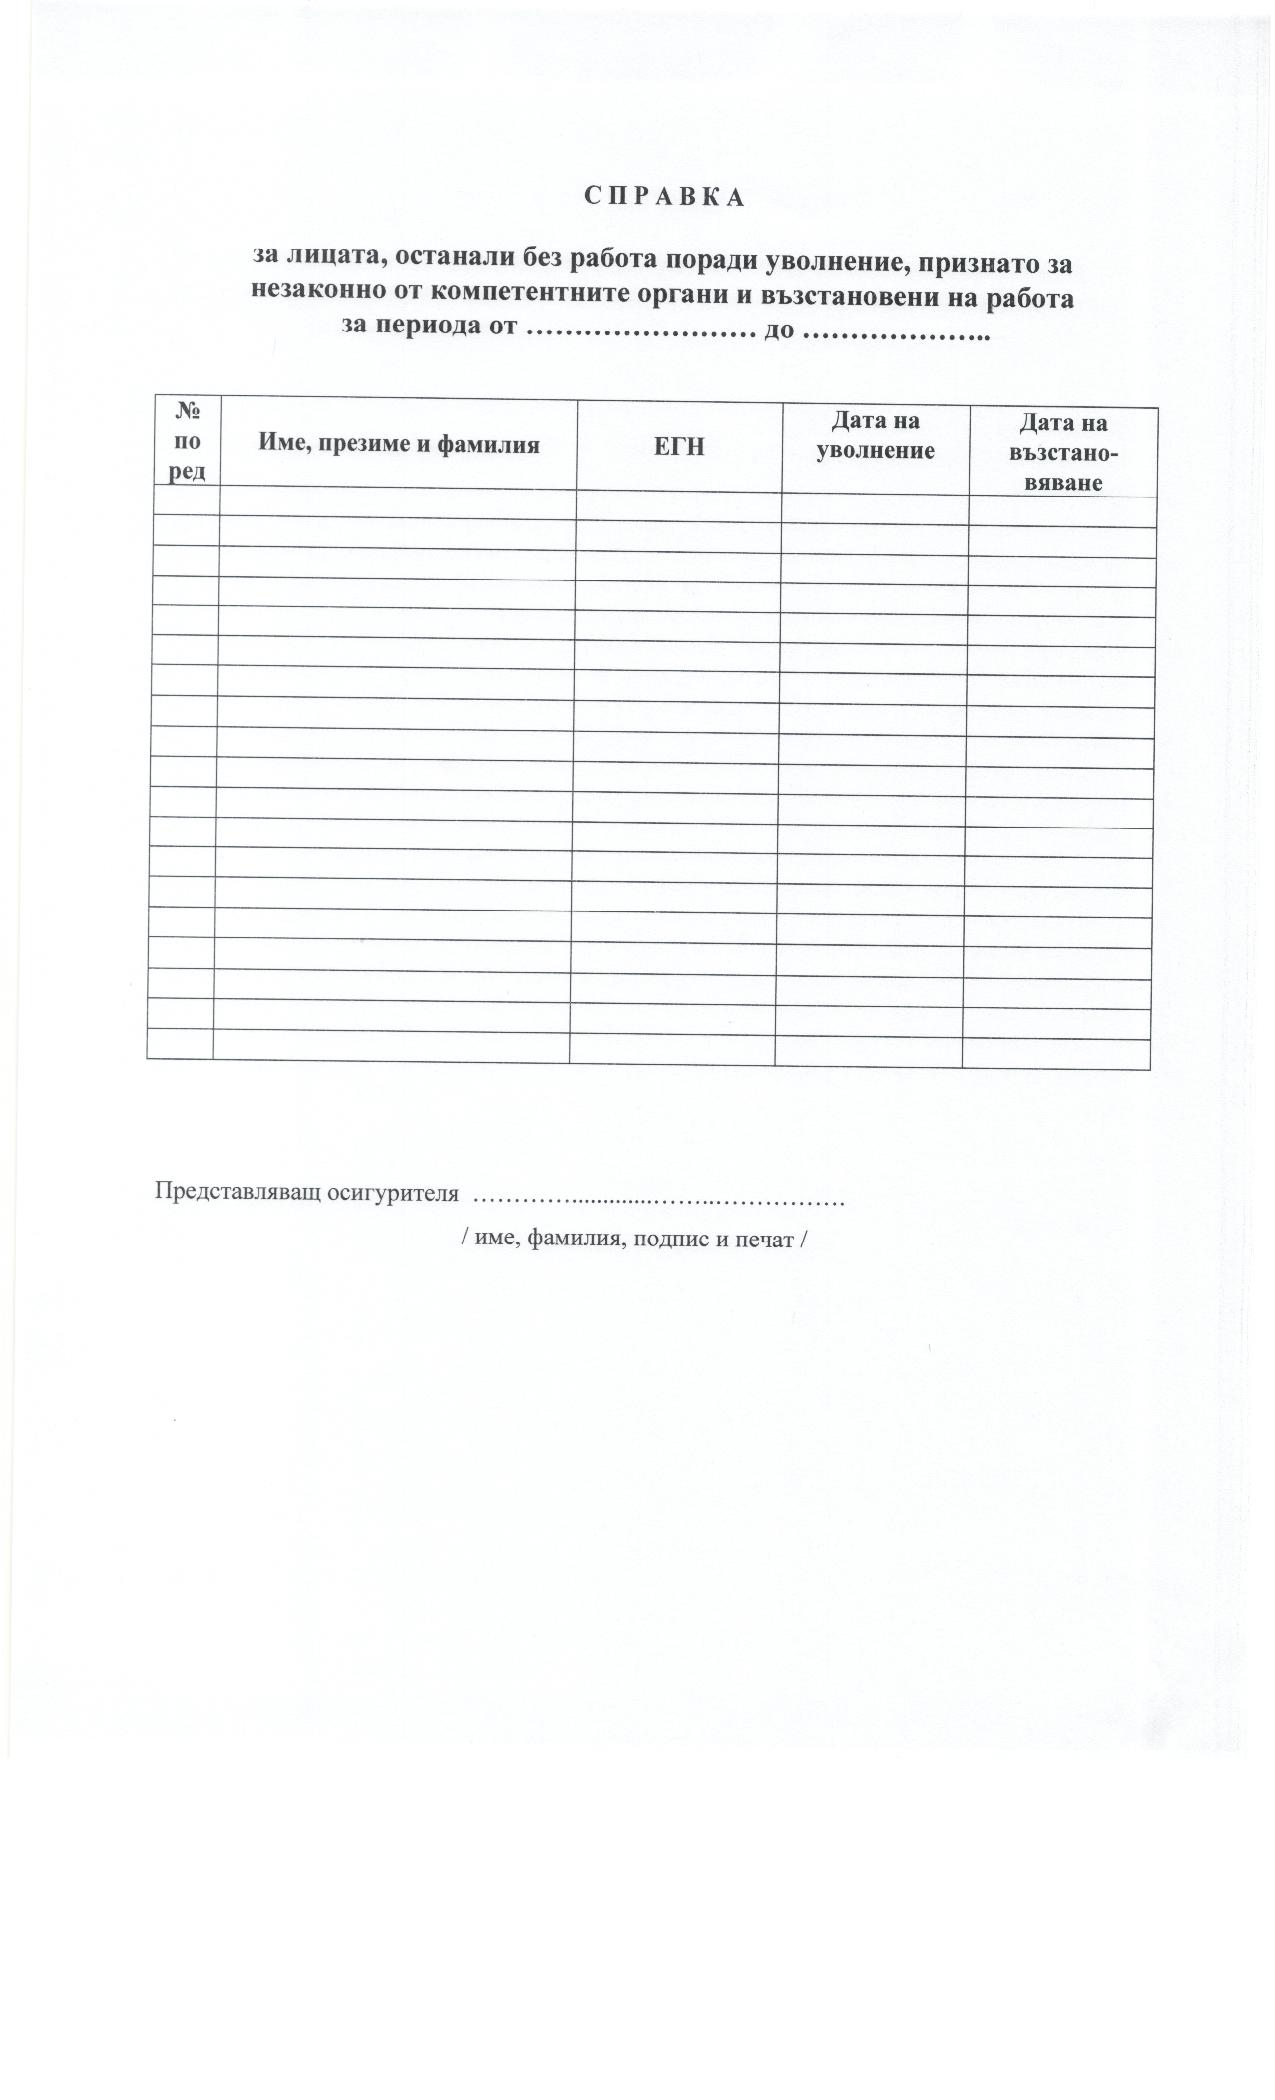 С П Р А В К А
за лицата, останали без работа поради уволнение, признато за
незаконно от компетентните органи и възстановени на работа
за периода от …………………… до ………………..
№
по
ред
Име, презиме и фамилия
ЕГН
Дата на
уволнение
Дата на
възстано-
вяване
Представляващ осигурителя …………............……..……………
/ име, фамилия, подпис и печат /